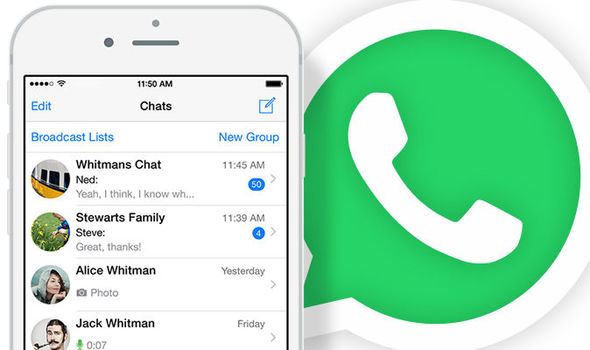 11:50 AM
Edit Chats
Broadcast Lists New Group
Whitmans Chat 11:45 AM
Ned: 50
Yeah, I think, I know wh...
Stewarts Family 11:39 AM
Steve: 4
Great, thanks!
Alice Whitman Yesterday
Photo
Jack Whitman Friday
0:07